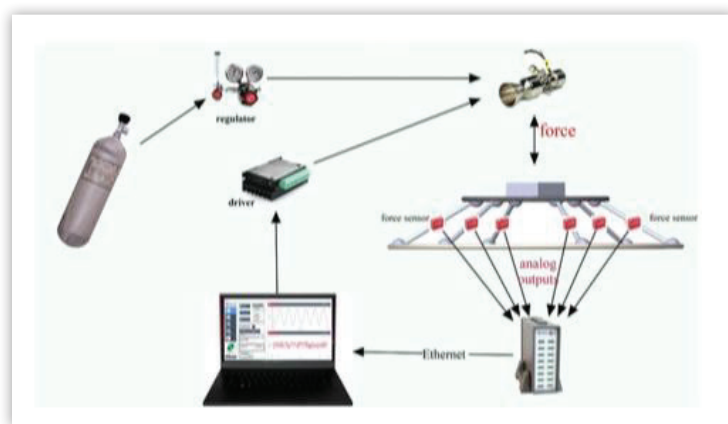 regulator
force
driver
force sensor
force sensor
analog
outputs
Ethernet